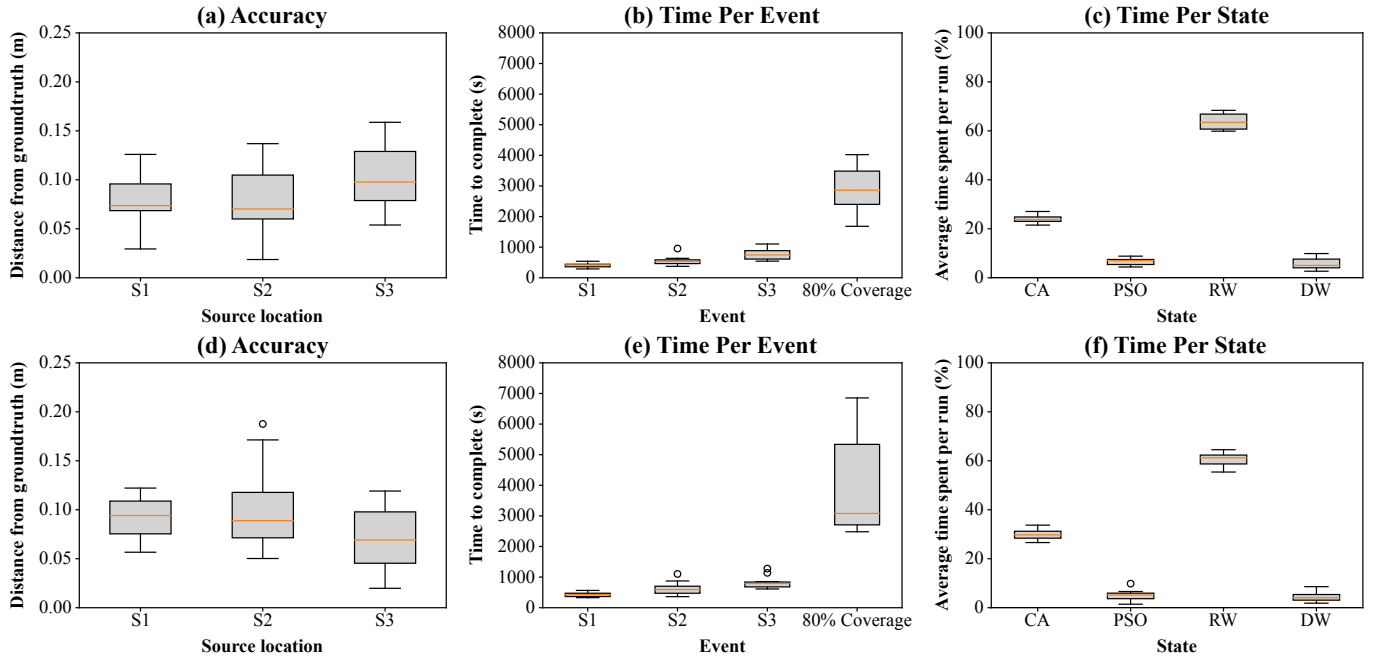 (a) Accuracy
Distance from groundtruth (m)
0.25
0.20
0.15
0.10
0.05
0.00
S1 S2 S3
Source location
(b) Time Per Event
Time to complete (s)
8000
7000
6000
5000
4000
3000
2000
1000
0
S1 S2 S3 80% Coverage
Event
(c) Time Per State
Average time spent per run (%)
100
80
60
40
20
0
CA PSO RW DW
State
(d) Accuracy
Distance from groundtruth (m)
0.25
0.20
0.15
0.10
0.05
0.00
S1 S2 S3
Source location
(e) Time Per Event
Time to complete (s)
8000
7000
6000
5000
4000
3000
2000
1000
0
S1 S2 S3 80% Coverage
Event
(f) Time Per State
Average time spent per run (%)
100
80
60
40
20
0
CA PSO RW DW
State